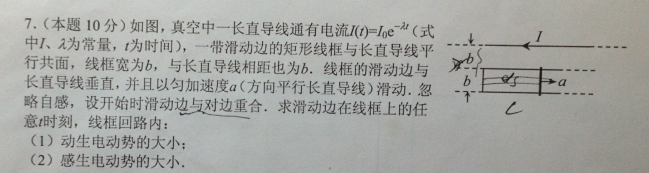 7.(本题 10 分)如图,真空中一长直导线通有电流I(t)=I₀e^{-λt}(式
中I、λ为常量,t为时间),一带滑动边的矩形线框与长直导线平
行共面,线框宽为b,与长直导线相距也为b.线框的滑动边与
长直导线垂直,并且以匀加速度a(方向平行长直导线)滑动.忽
略自感,设开始时滑动边与对边重合.求滑动边在线框上的任
意t时刻,线框回路内:
(1)动生电动势的大小;
(2)感生电动势的大小.
I
b
b
ds
a